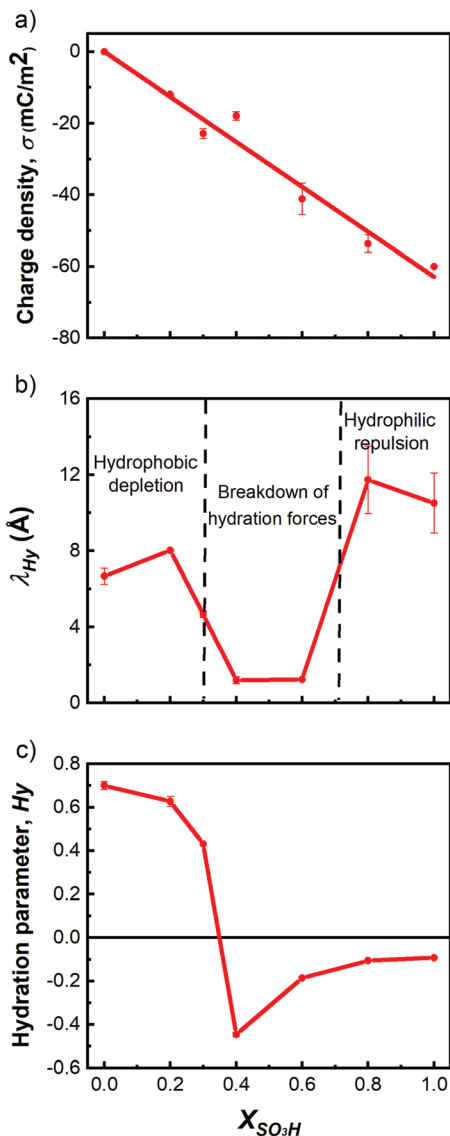 a)
Charge density, σ (mC/m²)
0
-20
-40
-60
-80
b)
λHy (Å)
16
12
8
4
0
Hydrophobic
depletion
Breakdown of
hydration forces
Hydrophilic
repulsion
c)
Hydration parameter, Hy
0.8
0.6
0.4
0.2
0.0
-0.2
-0.4
-0.6
0.0 0.2 0.4 0.6 0.8 1.0
XSO₃H